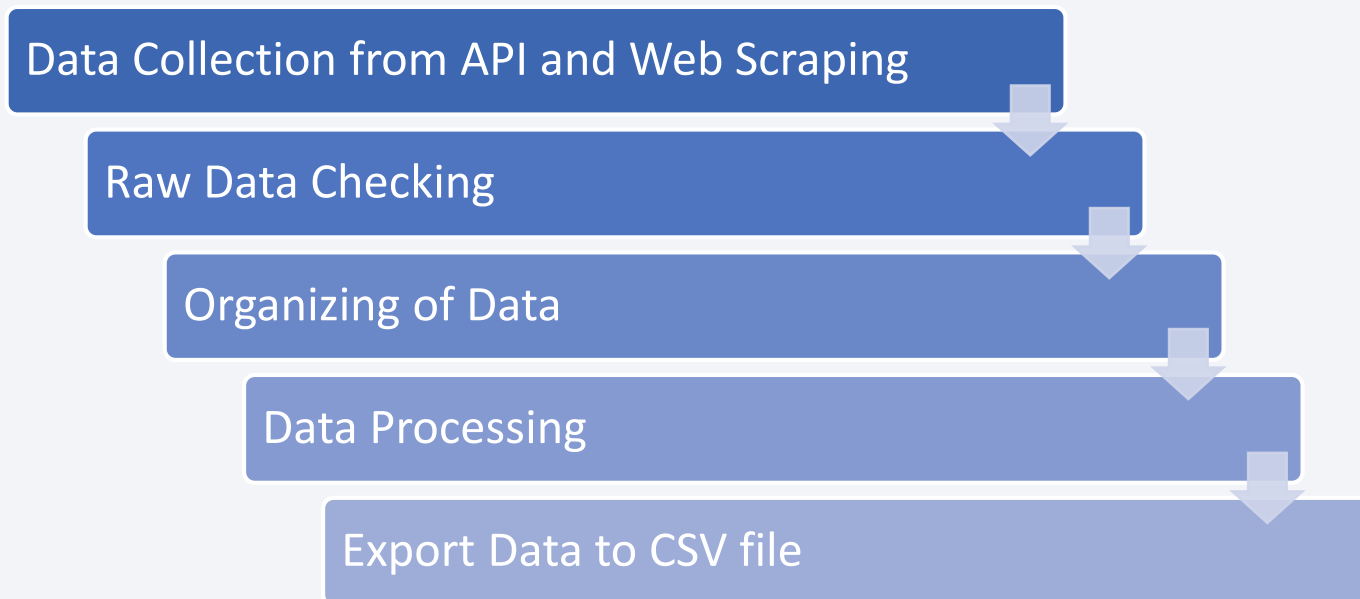 Data Collection from API and Web Scraping
Raw Data Checking
Organizing of Data
Data Processing
Export Data to CSV file